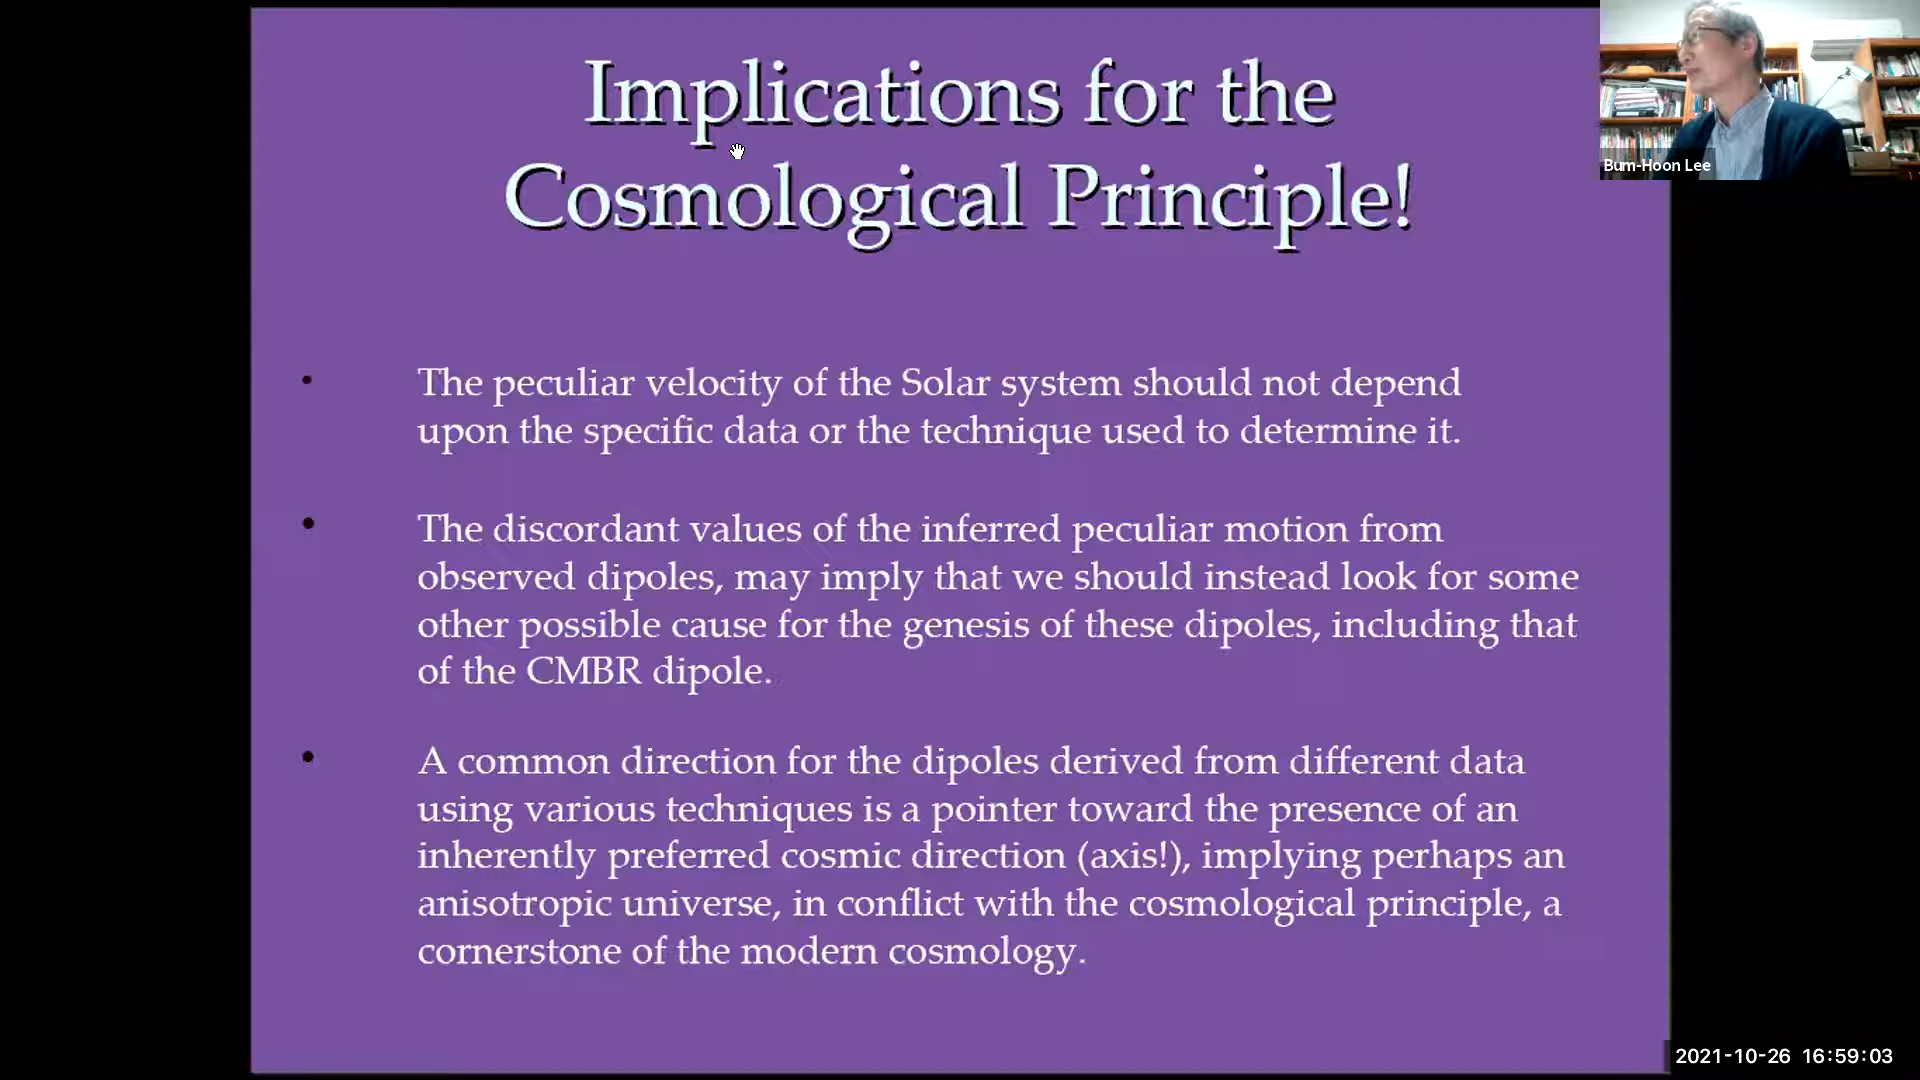 Implications for the
Cosmological Principle!
Bum-Hoon Lee
• The peculiar velocity of the Solar system should not depend
upon the specific data or the technique used to determine it.
• The discordant values of the inferred peculiar motion from
observed dipoles, may imply that we should instead look for some
other possible cause for the genesis of these dipoles, including that
of the CMBR dipole.
• A common direction for the dipoles derived from different data
using various techniques is a pointer toward the presence of an
inherently preferred cosmic direction (axis!), implying perhaps an
anisotropic universe, in conflict with the cosmological principle, a
cornerstone of the modern cosmology.
2021-10-26 16:59:03